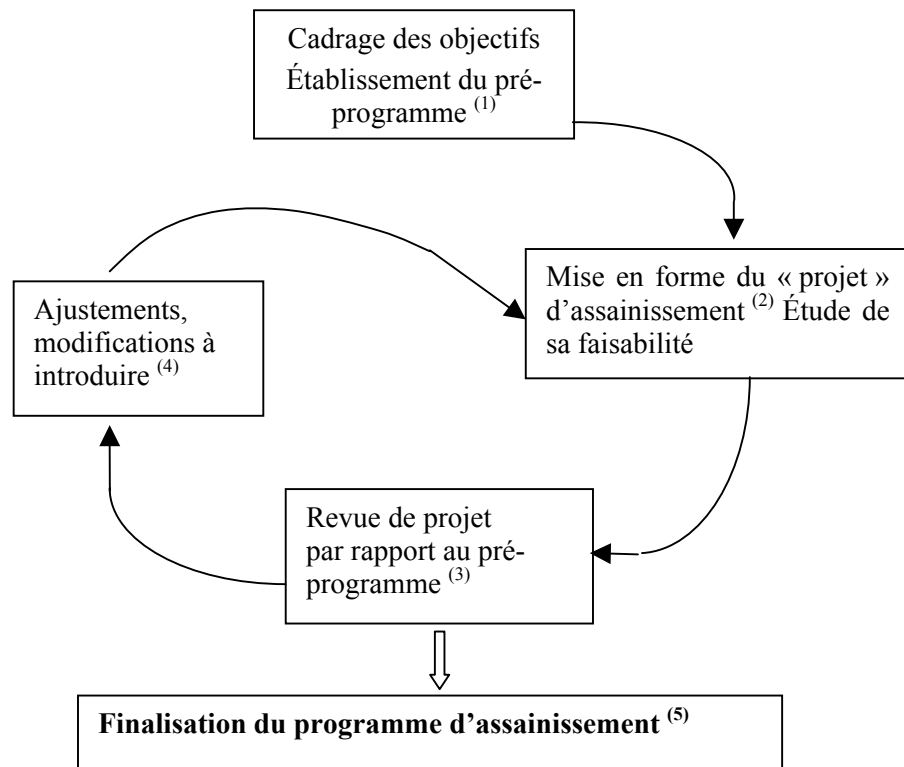 Cadrage des objectifs
Établissement du pré-
programme (1)
Mise en forme du « projet »
d’assainissement (2) Étude de
sa faisabilité
Ajustements,
modifications à
introduire (4)
Revue de projet
par rapport au pré-
programme (3)
Finalisation du programme d’assainissement (5)